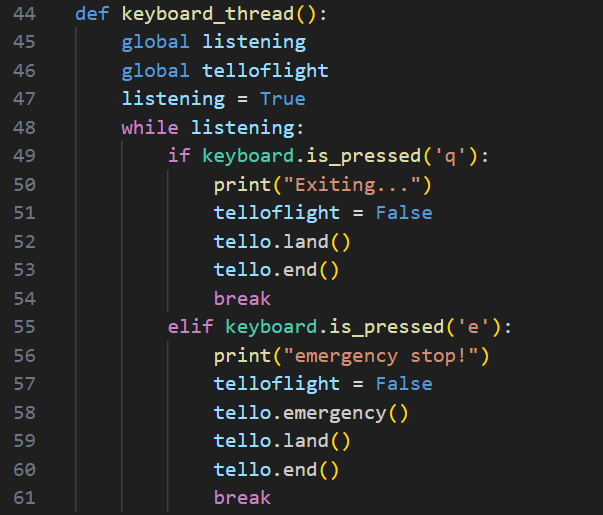 44 def keyboard_thread():
45     global listening
46     global telloflight
47     listening = True
48     while listening:
49         if keyboard.is_pressed('q'):
50             print("Exiting...")
51             telloflight = False
52             tello.land()
53             tello.end()
54             break
55         elif keyboard.is_pressed('e'):
56             print("emergency stop!")
57             telloflight = False
58             tello.emergency()
59             tello.land()
60             tello.end()
61             break